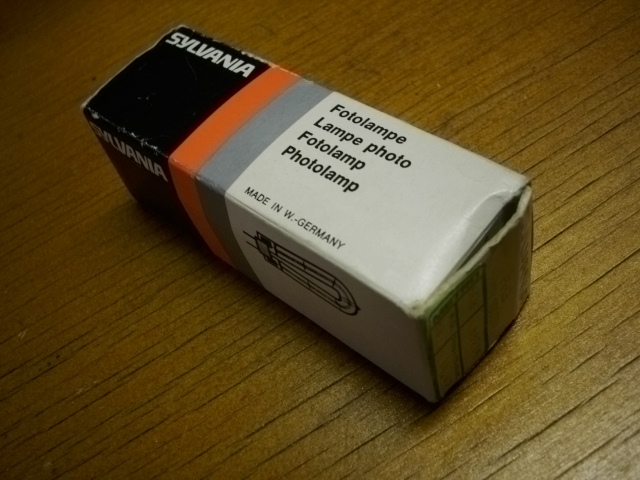 SYLVANIA
Fotolampe
Lampe photo
Fotolamp
Photolamp
MADE IN W.-GERMANY
SYLVANIA